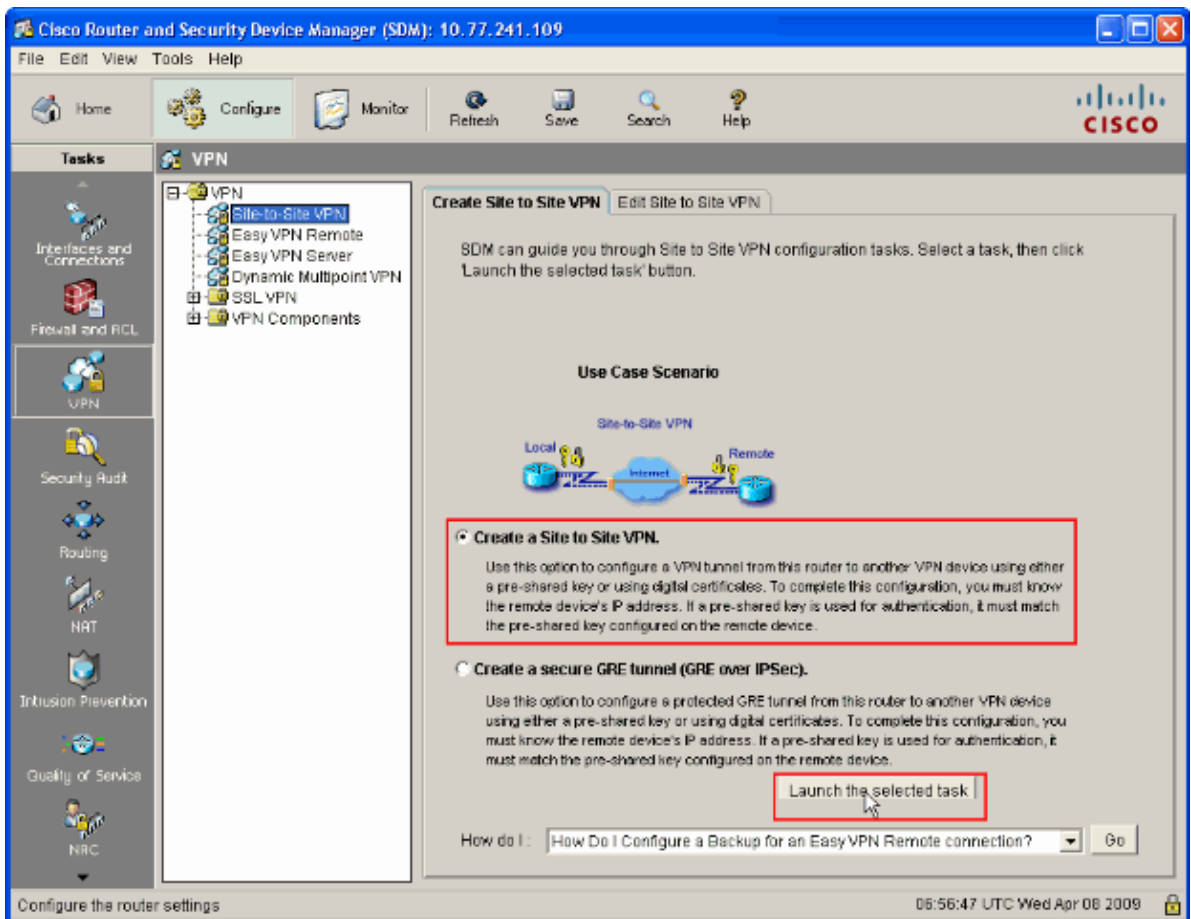 Cisco Router and Security Device Manager (SDM): 10.77.241.109
File Edit View Tools Help
Home Configure Monitor Refresh Save Search Help
CISCO
Tasks
VPN
Interfaces and
Connections
Firewall and ACL
VPN
Security Audit
Routing
NAT
Intrusion Prevention
Quality of Service
NAC
VPN
Site-to-Site VPN
Easy VPN Remote
Easy VPN Server
Dynamic Multipoint VPN
SSL VPN
VPN Components
Create Site to Site VPN
Edit Site to Site VPN
SDM can guide you through Site to Site VPN configuration tasks. Select a task, then click
'Launch the selected task' button.
Use Case Scenario
Site-to-Site VPN
Local
Internet
Remote
Create a Site to Site VPN.
Use this option to configure a VPN tunnel from this router to another VPN device using either
a pre-shared key or using digital certificates. To complete this configuration, you must know
the remote device's IP address. If a pre-shared key is used for authentication, it must match
the pre-shared key configured on the remote device.
Create a secure GRE tunnel (GRE over IPSec).
Use this option to configure a protected GRE tunnel from this router to another VPN device
using either a pre-shared key or using digital certificates. To complete this configuration, you
must know the remote device's IP address. If a pre-shared key is used for authentication, it
must match the pre-shared key configured on the remote device.
Launch the selected task
How do I: How Do I Configure a Backup for an Easy VPN Remote connection? Go
Configure the router settings
06:56:47 UTC Wed Apr 08 2009